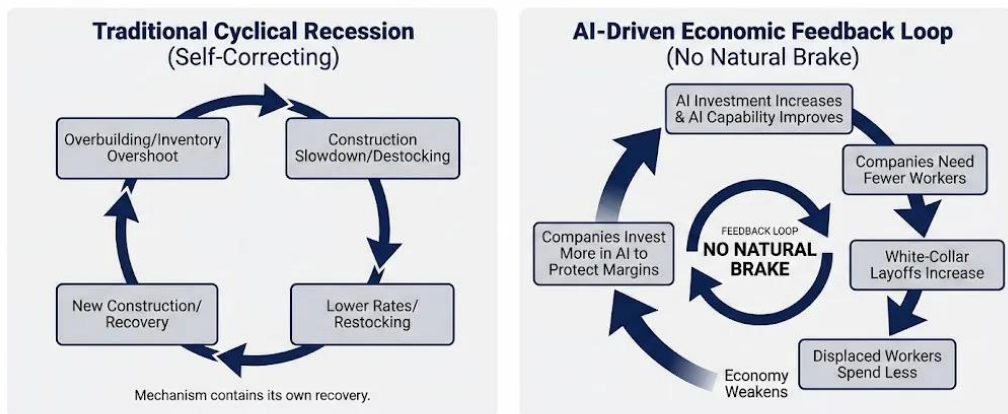 Traditional Cyclical Recession
(Self-Correcting)
Overbuilding/Inventory
Overshoot
Construction
Slowdown/Destocking
Lower Rates/
Restocking
New Construction/
Recovery
Mechanism contains its own recovery.
AI-Driven Economic Feedback Loop
(No Natural Brake)
AI Investment Increases
& AI Capability Improves
Companies Need
Fewer Workers
White-Collar
Layoffs Increase
Displaced Workers
Spend Less
Economy
Weakens
Companies Invest
More in AI to
Protect Margins
FEEDBACK LOOP
NO NATURAL
BRAKE